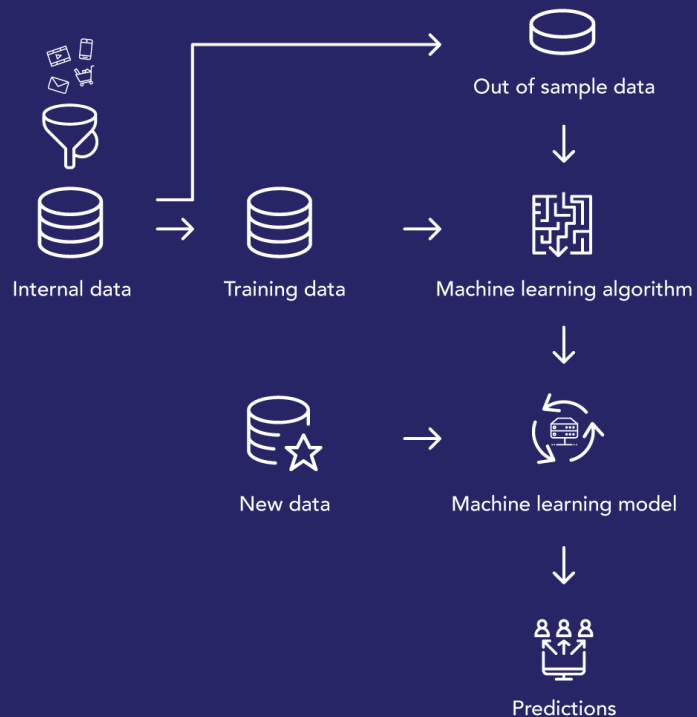 Out of sample data
Internal data
Training data
Machine learning algorithm
New data
Machine learning model
Predictions